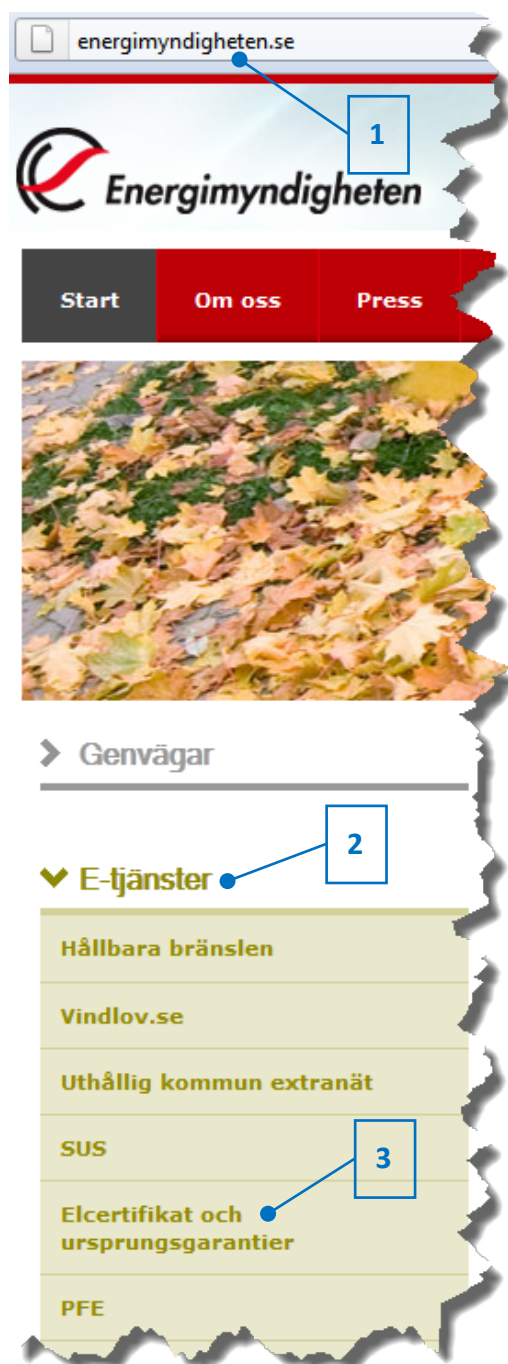 energimyndigheten.se
1
Energimyndigheten
Start Om oss Press
Genvägar
2
E-tjänster
Hållbara bränslen
Vindlov.se
Uthållig kommun extranät
SUS
3
Elcertifikat och
ursprungsgarantier
PFE